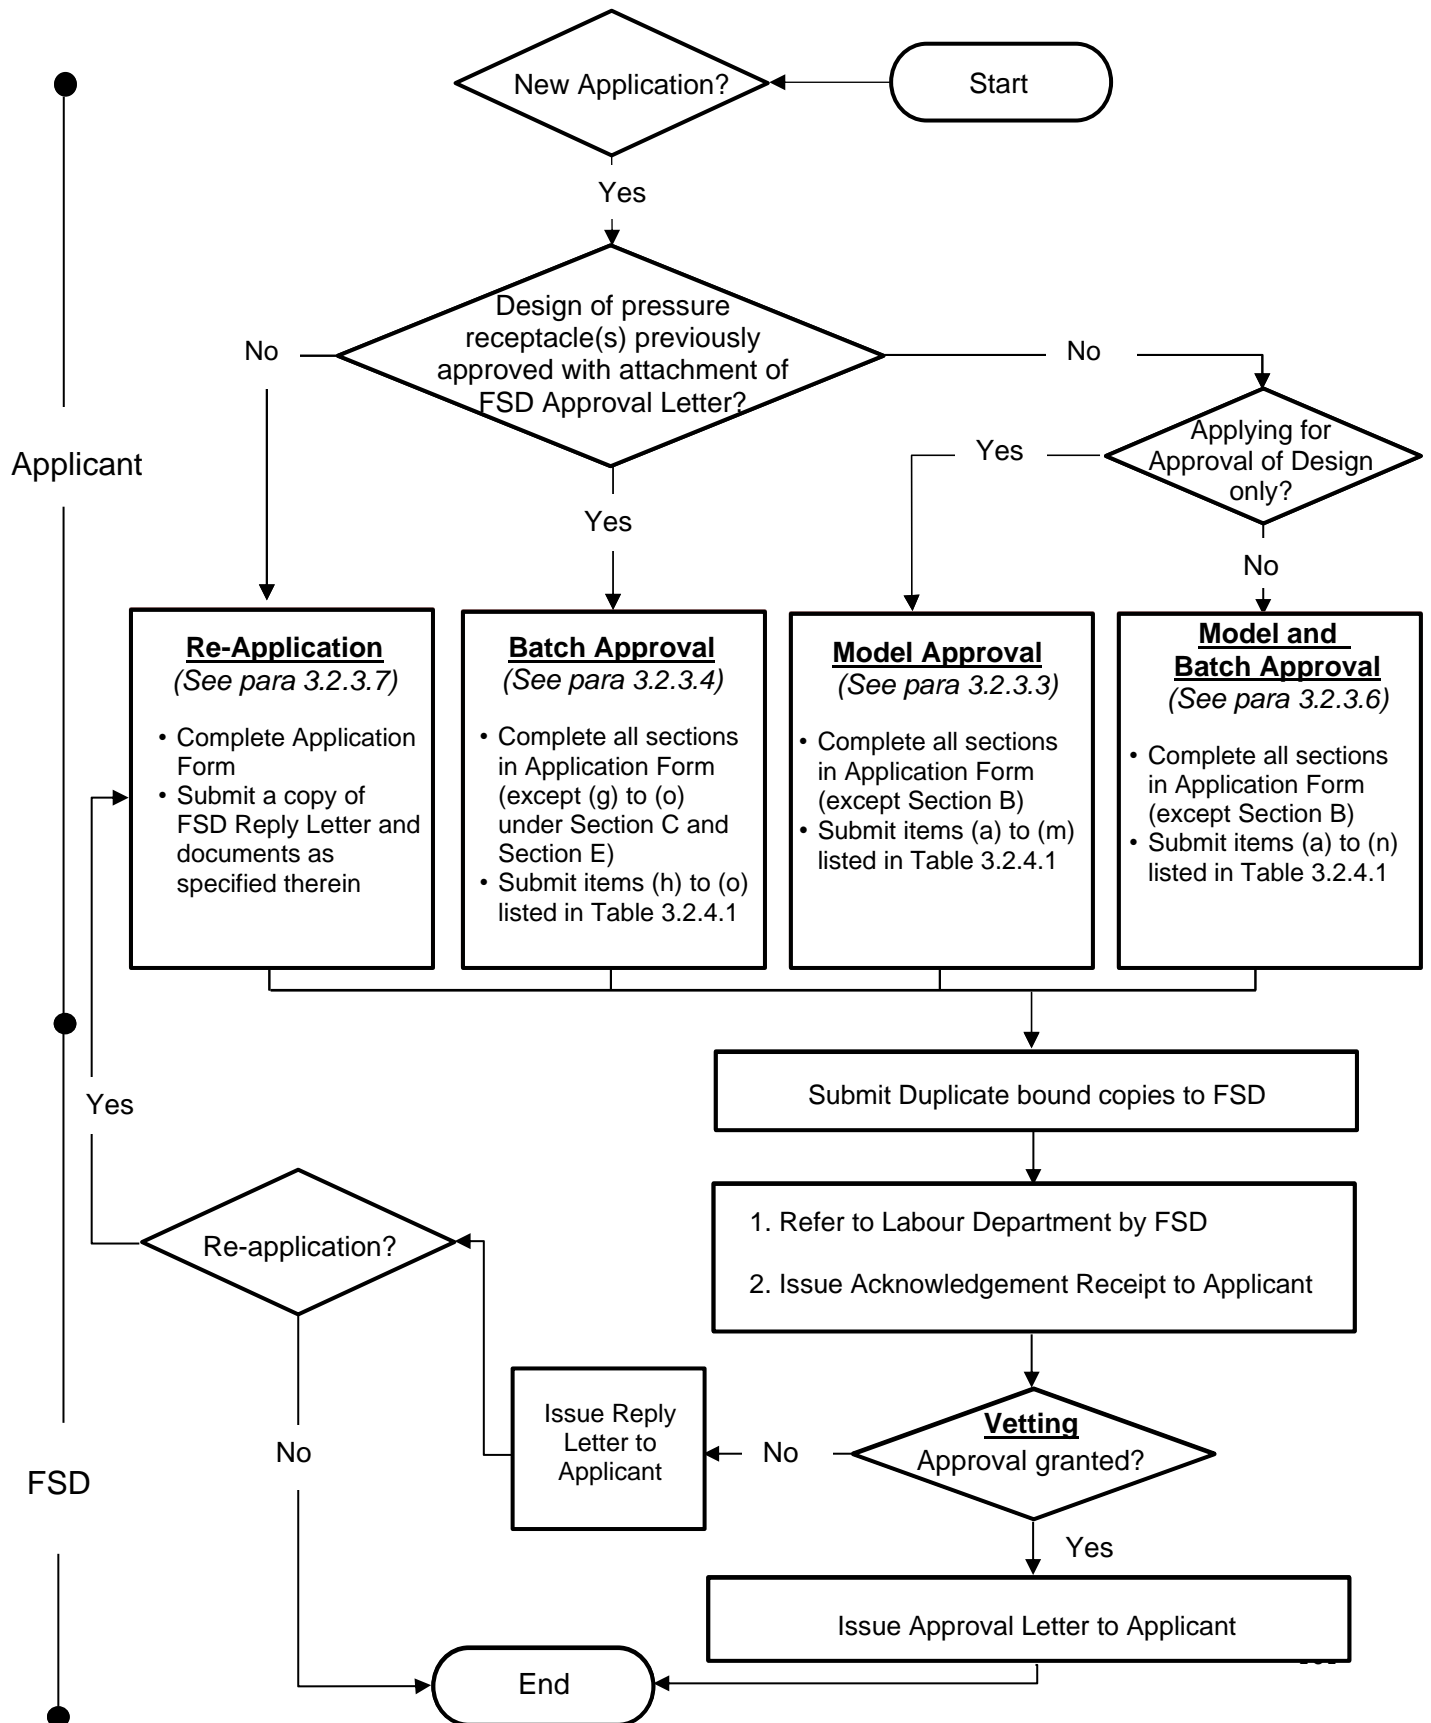 New Application?
Start
Yes
Design of pressure
receptacle(s) previously
approved with attachment of
FSD Approval Letter?
No
No
Applying for
Approval of Design
only?
Yes
Applicant
Yes
No
Re-Application
(See para 3.2.3.7)
• Complete Application
Form
• Submit a copy of
FSD Reply Letter and
documents as
specified therein
Batch Approval
(See para 3.2.3.4)
• Complete all sections
in Application Form
(except (g) to (o)
under Section C and
Section E)
• Submit items (h) to (o)
listed in Table 3.2.4.1
Model Approval
(See para 3.2.3.3)
• Complete all sections
in Application Form
(except Section B)
• Submit items (a) to (m)
listed in Table 3.2.4.1
Model and
Batch Approval
(See para 3.2.3.6)
• Complete all sections
in Application Form
(except Section B)
• Submit items (a) to (n)
listed in Table 3.2.4.1
Submit Duplicate bound copies to FSD
Yes
1. Refer to Labour Department by FSD
2. Issue Acknowledgement Receipt to Applicant
Re-application?
Issue Reply
Letter to
Applicant
No
Vetting
Approval granted?
No
FSD
Yes
Issue Approval Letter to Applicant
End